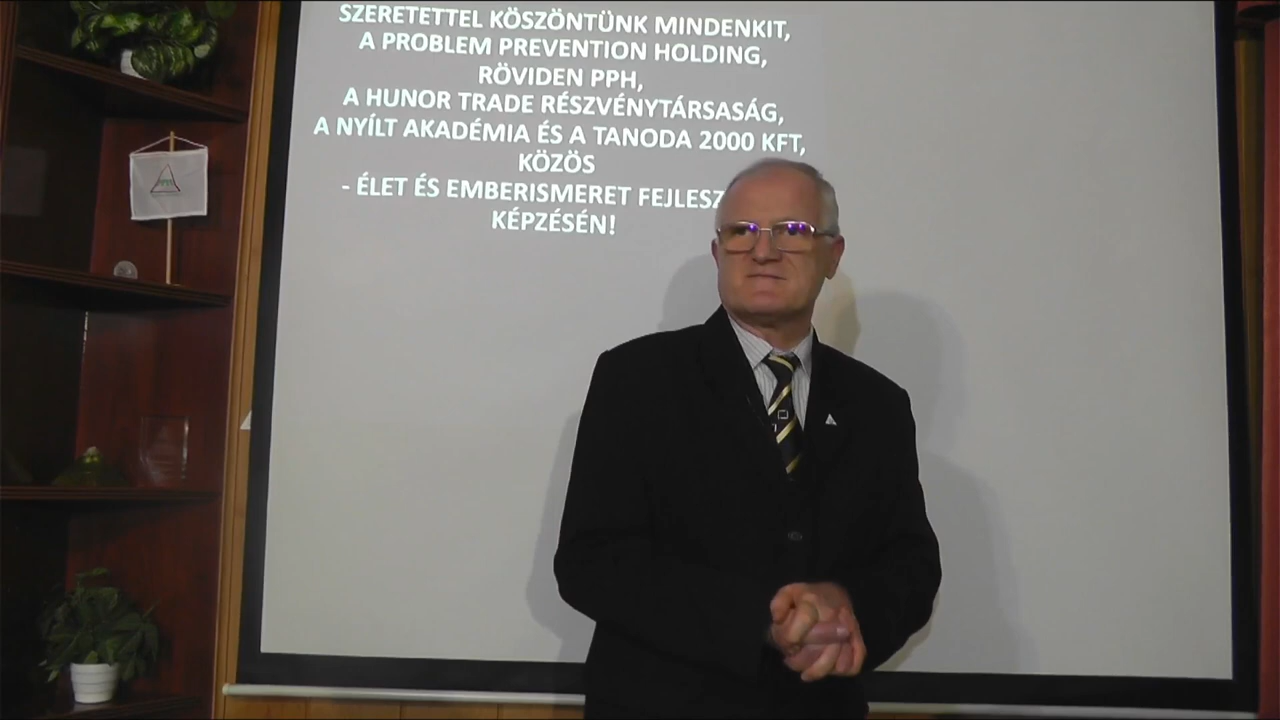 SZERETETTEL KÖSZÖNTÜNK MINDENKIT,
A PROBLEM PREVENTION HOLDING,
RÖVIDEN PPH,
A HUNOR TRADE RÉSZVÉNYTÁRSASÁG,
A NYÍLT AKADÉMIA ÉS A TANODA 2000 KFT,
KÖZÖS
- ÉLET ÉS EMBERISMERET FEJLESZ
KÉPZÉSÉN!